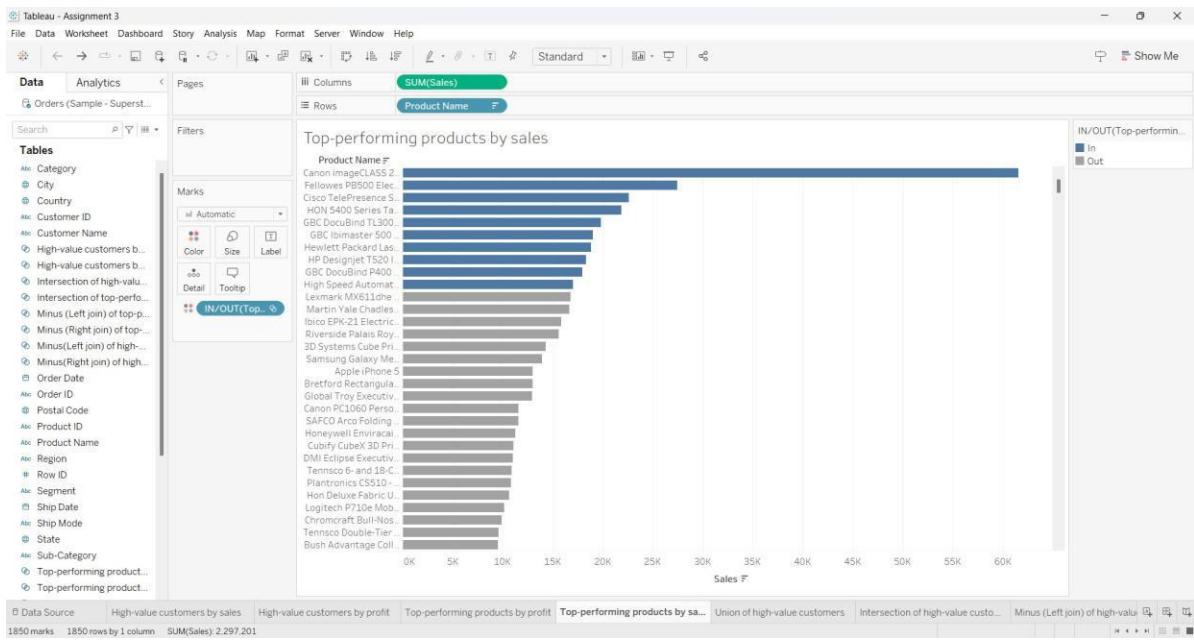 Tableau - Assignment 3
File Data Worksheet Dashboard Story Analysis Map Format Server Window Help
Standard
Show Me
Data Analytics
Pages
Columns SUM(Sales)
Orders (Sample - Superst...
Rows Product Name
Search
Filters
Tables
Abc Category
City
Country
Abc Customer ID
Abc Customer Name
High-value customers b...
High-value customers b...
Intersection of high-valu...
Intersection of top-perfo...
Minus (Left join) of top-p...
Minus (Right join) of top-...
Minus(Left join) of high-...
Minus(Right join) of high...
Order Date
Abc Order ID
Postal Code
Abc Product ID
Abc Product Name
Abc Region
# Row ID
Abc Segment
Ship Date
Abc Ship Mode
State
Abc Sub-Category
Top-performing product...
Top-performing product...
Marks
Automatic
Color Size Label
Detail Tooltip
IN/OUT(Top..
Top-performing products by sales
Product Name
Canon imageCLASS 2..
Fellowes PB500 Elec..
Cisco TelePresence S..
HON 5400 Series Ta..
GBC DocuBind TL300..
GBC Ibimaster 500 ..
Hewlett Packard Las..
HP Designjet T520 I..
GBC DocuBind P400 ..
High Speed Automat..
Lexmark MX611dhe ..
Martin Yale Chadles..
Ibico EPK-21 Electric..
Riverside Palais Roy..
3D Systems Cube Pri..
Samsung Galaxy Me..
Apple iPhone 5
Bretford Rectangula..
Global Troy Executiv..
Canon PC1060 Perso..
SAFCO Arco Folding ..
Honeywell Enviracai..
Cubify CubeX 3D Pri..
DMI Eclipse Executiv..
Tennsco 6- and 18-C..
Plantronics CS510 - ..
Hon Deluxe Fabric U..
Logitech P710e Mob..
Chromcraft Bull-Nos..
Tennsco Double-Tier ..
Bush Advantage Coll..
0K 5K 10K 15K 20K 25K 30K 35K 40K 45K 50K 55K 60K
Sales
IN/OUT(Top-performin...
In
Out
Data Source High-value customers by sales High-value customers by profit Top-performing products by profit Top-performing products by sa... Union of high-value customers Intersection of high-value custo... Minus (Left join) of high-valu
1850 marks 1850 rows by 1 column SUM(Sales): 2,297,201